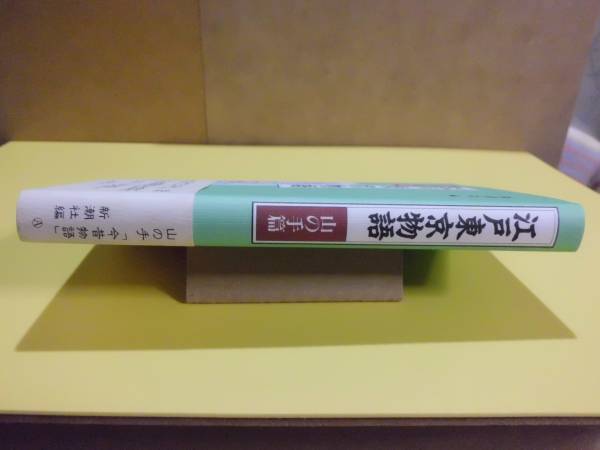 江戸東京物語
山の手篇
山の手「今昔物語」
新潮社編